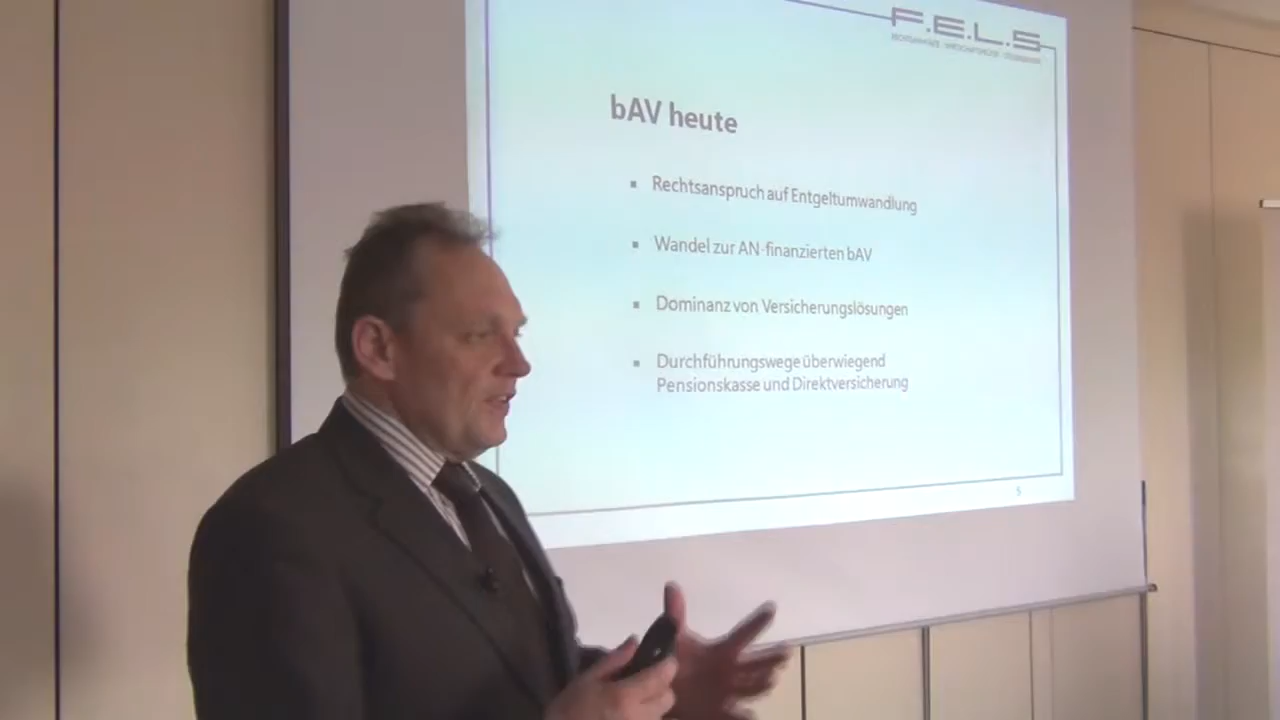 F.E.L.S
bAV heute
▪ Rechtsanspruch auf Entgeltumwandlung
▪ Wandel zur AN-finanzierten bAV
▪ Dominanz von Versicherungslösungen
▪ Durchführungswege überwiegend
Pensionskasse und Direktversicherung
5